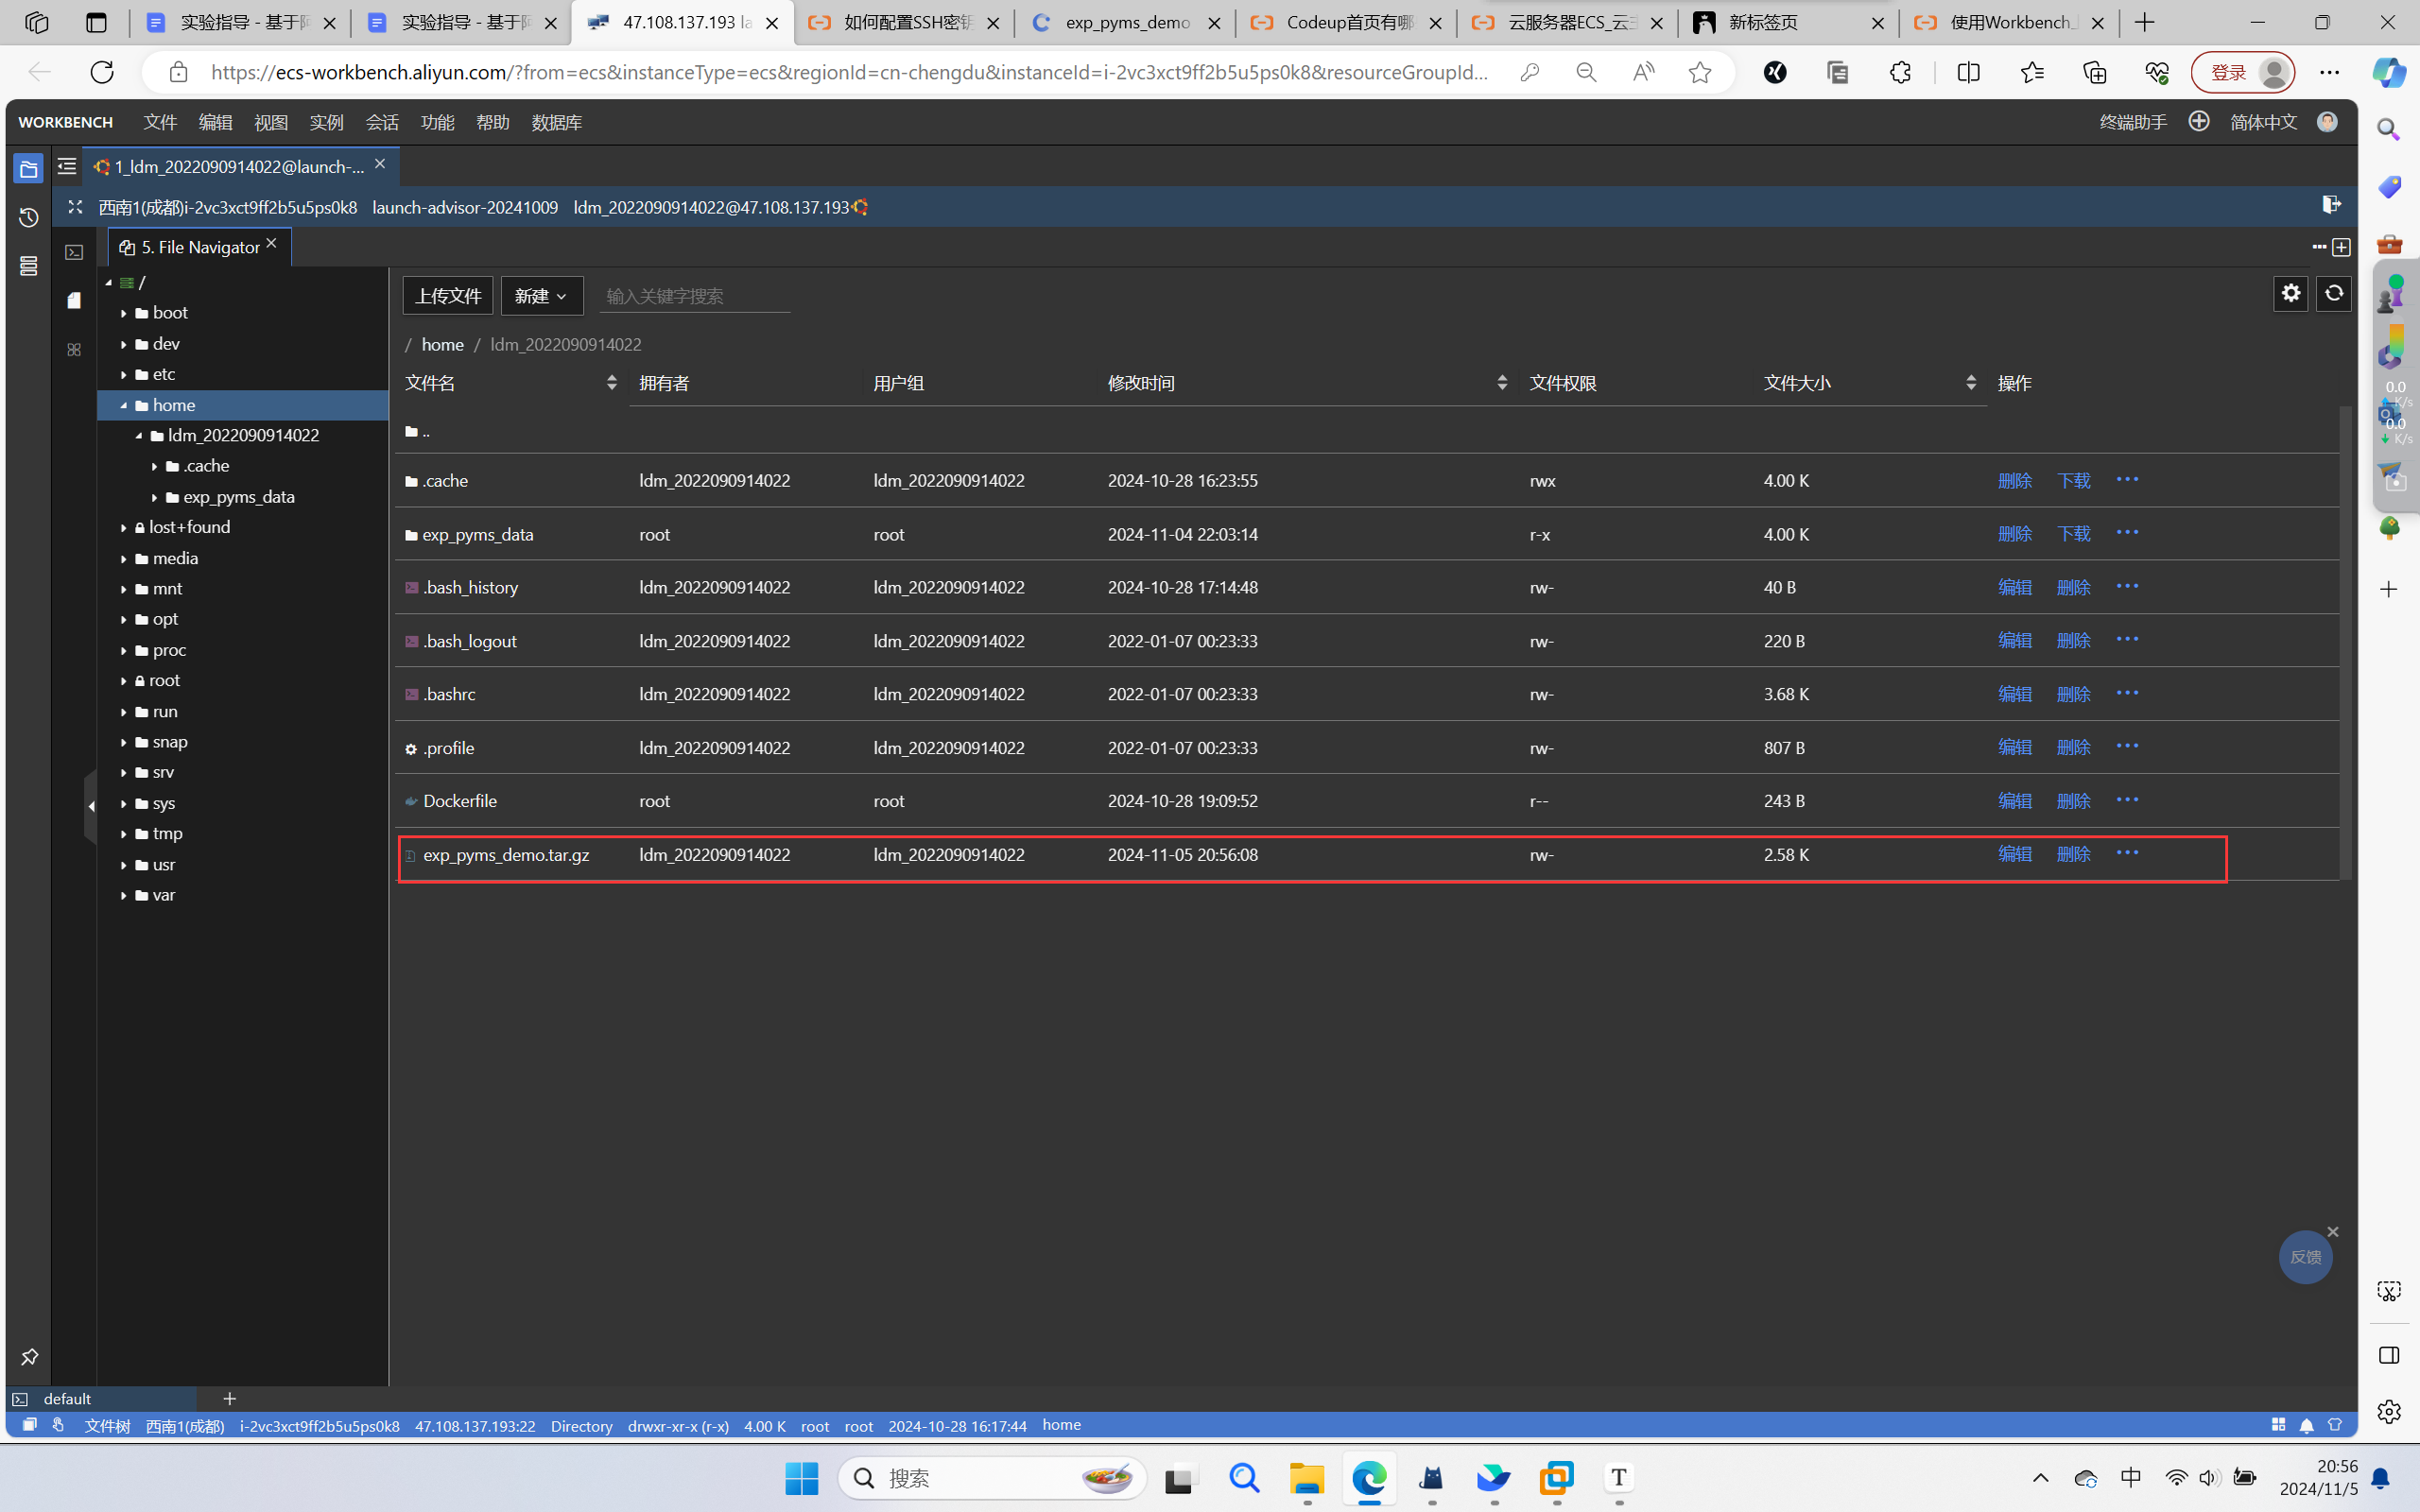 实验指导 - 基于阿
实验指导 - 基于阿
47.108.137.193 la
如何配置SSH密钥
exp_pyms_demo
Codeup首页有哪
云服务器ECS_云主
新标签页
使用Workbench_
https://ecs-workbench.aliyun.com/?from=ecs&instanceType=ecs&regionId=cn-chengdu&instanceId=i-2vc3xct9ff2b5u5ps0k8&resourceGroupId...
登录
WORKBENCH 文件 编辑 视图 实例 会话 功能 帮助 数据库 终端助手 简体中文
1_ldm_2022090914022@launch-...
西南1(成都)i-2vc3xct9ff2b5u5ps0k8 launch-advisor-20241009 ldm_2022090914022@47.108.137.193
5. File Navigator
/
boot
dev
etc
home
ldm_2022090914022
.cache
exp_pyms_data
lost+found
media
mnt
opt
proc
root
run
snap
srv
sys
tmp
usr
var
上传文件 新建 输入关键字搜索
/ home / ldm_2022090914022
文件名 拥有者 用户组 修改时间 文件权限 文件大小 操作
..
.cache ldm_2022090914022 ldm_2022090914022 2024-10-28 16:23:55 rwx 4.00 K 删除 下载 ···
exp_pyms_data root root 2024-11-04 22:03:14 r-x 4.00 K 删除 下载 ···
.bash_history ldm_2022090914022 ldm_2022090914022 2024-10-28 17:14:48 rw- 40 B 编辑 删除 ···
.bash_logout ldm_2022090914022 ldm_2022090914022 2022-01-07 00:23:33 rw- 220 B 编辑 删除 ···
.bashrc ldm_2022090914022 ldm_2022090914022 2022-01-07 00:23:33 rw- 3.68 K 编辑 删除 ···
.profile ldm_2022090914022 ldm_2022090914022 2022-01-07 00:23:33 rw- 807 B 编辑 删除 ···
Dockerfile root root 2024-10-28 19:09:52 r-- 243 B 编辑 删除 ···
exp_pyms_demo.tar.gz ldm_2022090914022 ldm_2022090914022 2024-11-05 20:56:08 rw- 2.58 K 编辑 删除 ···
0.0
K/s
0.0
K/s
反馈
default
文件树 西南1(成都) i-2vc3xct9ff2b5u5ps0k8 47.108.137.193:22 Directory drwxr-xr-x (r-x) 4.00 K root root 2024-10-28 16:17:44 home
搜索
T
中
20:56
2024/11/5